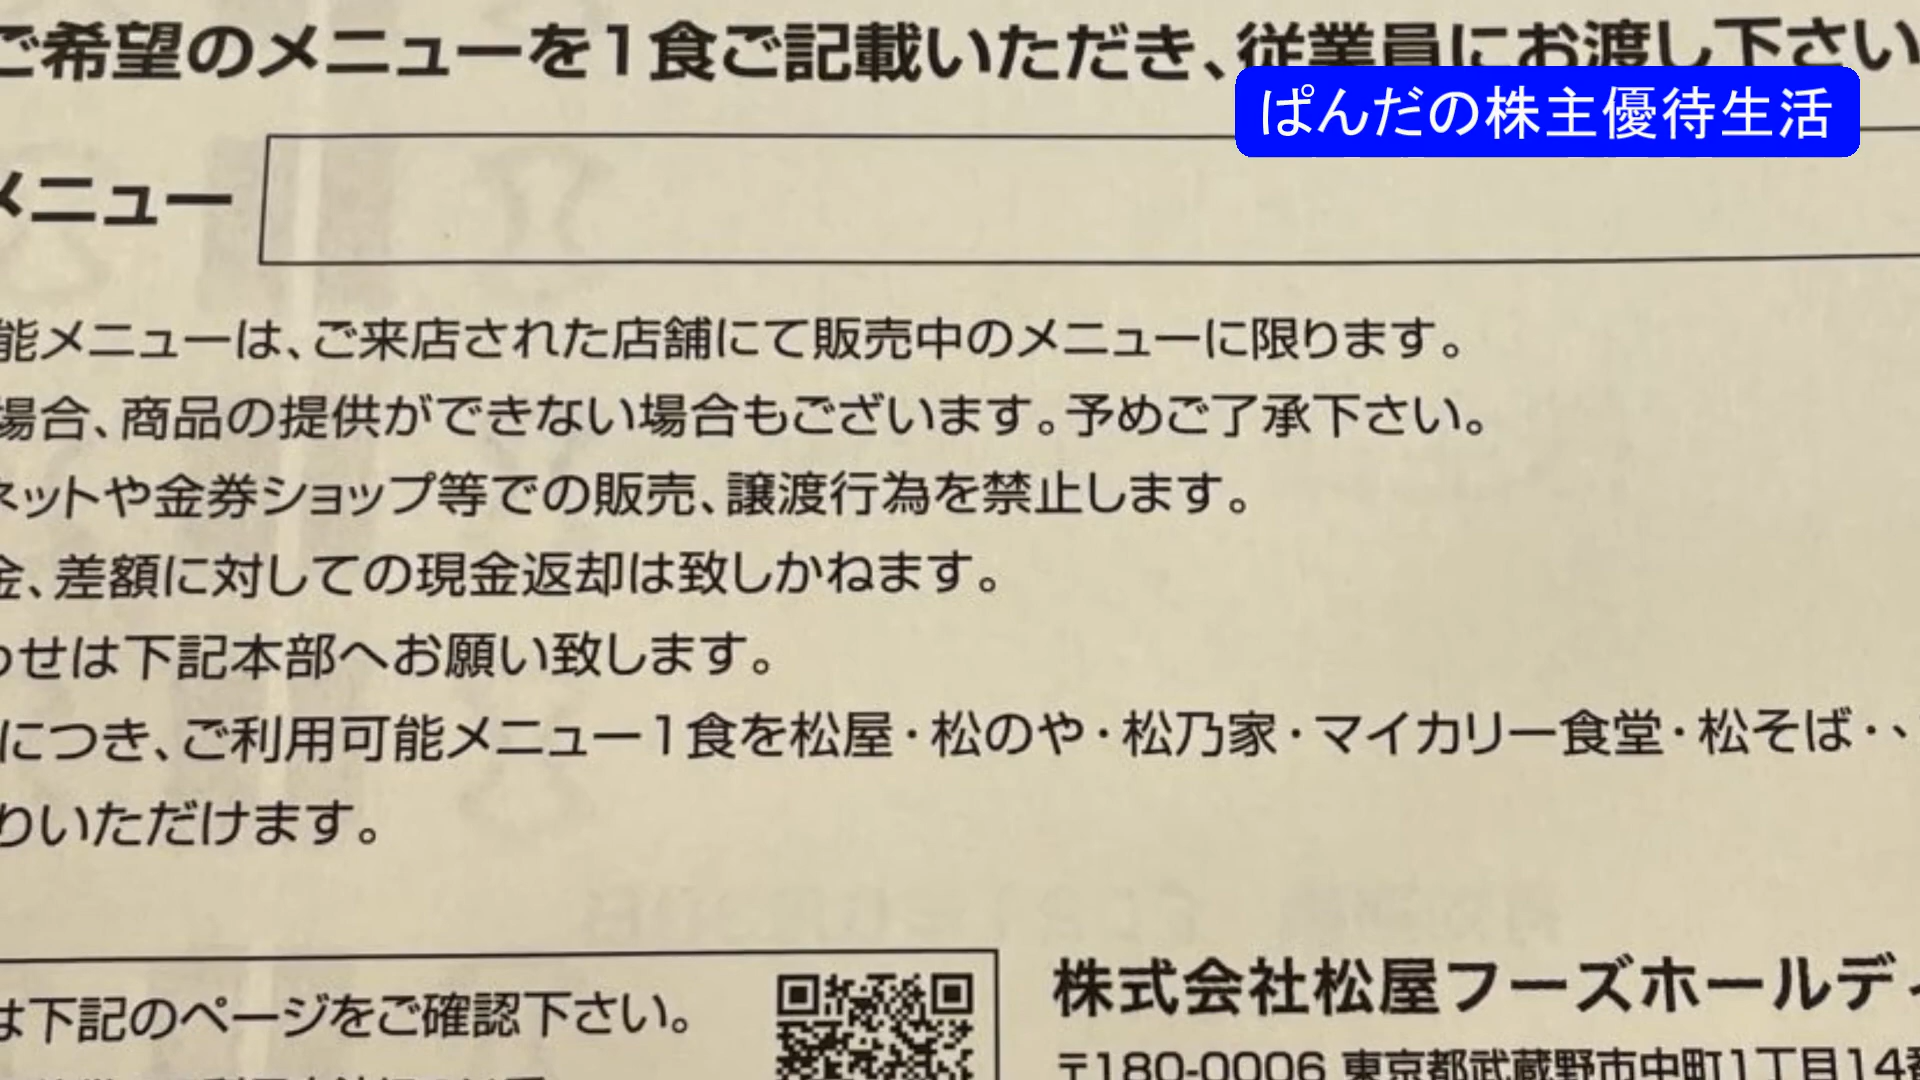 ご希望のメニューを1食ご記載いただき、従業員にお渡し下さい
ぱんだの株主優待生活
メニュー
能メニューは、ご来店された店舗にて販売中のメニューに限ります。
場合、商品の提供ができない場合もございます。予めご了承下さい。
ネットや金券ショップ等での販売、譲渡行為を禁止します。
金、差額に対しての現金返却は致しかねます。
わせは下記本部へお願い致します。
につき、ご利用可能メニュー1食を松屋・松のや・松乃家・マイカリー食堂・松そば・
りいただけます。
は下記のページをご確認下さい。
株式会社松屋フーズホールディ
〒180-0006 東京都武蔵野市中町1丁目14番